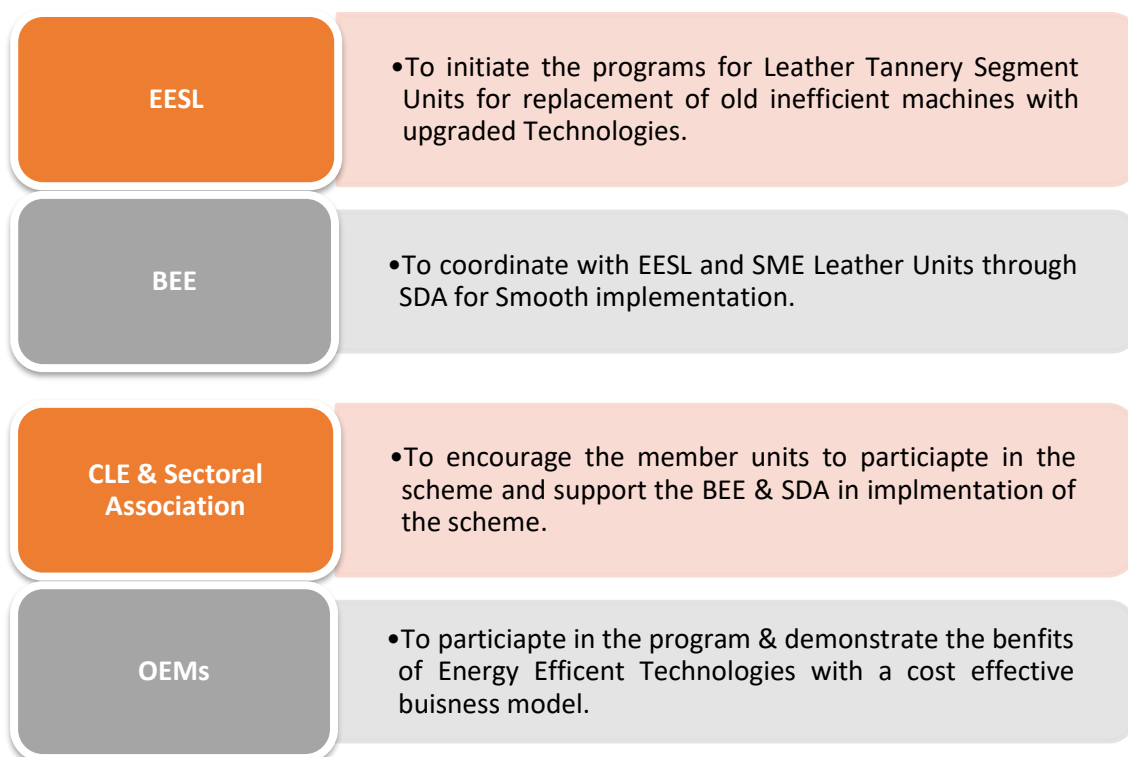 EESL
•To initiate the programs for Leather Tannery Segment
Units for replacement of old inefficient machines with
upgraded Technologies.
BEE
•To coordinate with EESL and SME Leather Units through
SDA for Smooth implementation.
CLE & Sectoral
Association
•To encourage the member units to particiapte in the
scheme and support the BEE & SDA in implmentation of
the scheme.
OEMs
•To particiapte in the program & demonstrate the benfits
of Energy Efficent Technologies with a cost effective
buisness model.